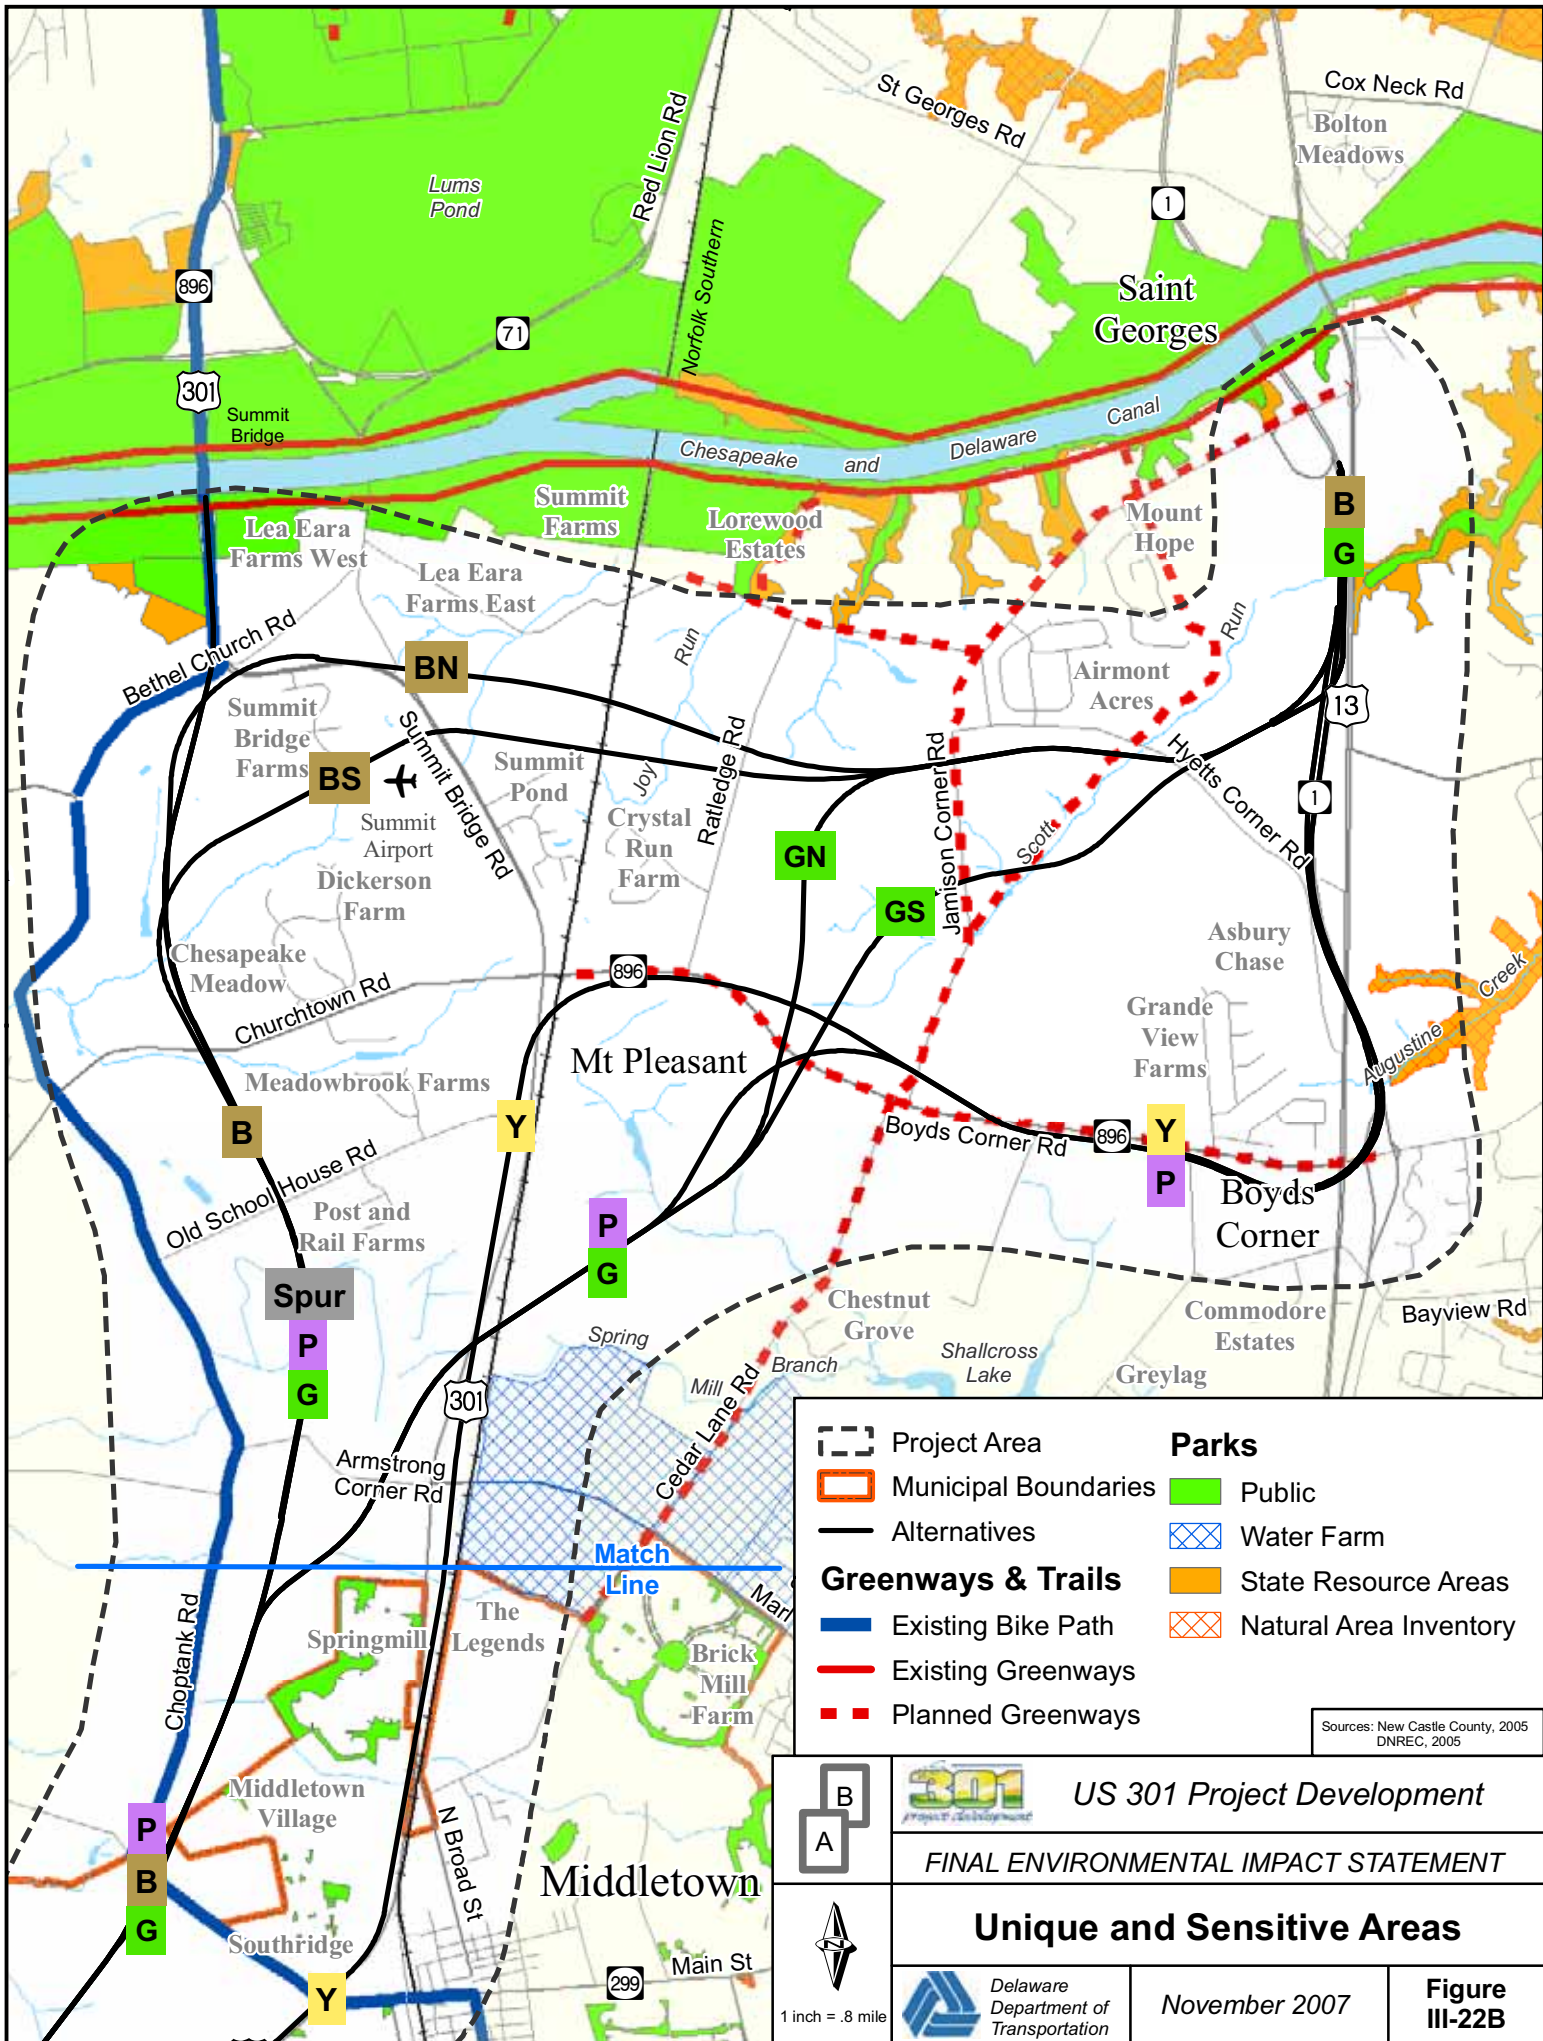 St Georges Rd
Cox Neck Rd
Bolton
Meadows
Red Lion Rd
Lums
Pond
1
Norfolk Southern
896
Saint
Georges
71
301
Summit
Bridge
Chesapeake and Delaware Canal
Summit
Farms
Lorewood
Estates
Mount
Hope
B
G
Lea Eara
Farms West
Lea Eara
Farms East
Bethel Church Rd
Run
Run
BN
Airmont
Acres
13
Summit
Bridge
Farms
Summit Bridge Rd
Summit
Pond
Joy
Ratledge Rd
Jamison Corner Rd
Hyetts Corner Rd
BS
1
Summit
Airport
Crystal
Run
Farm
Scott
GN
Dickerson
Farm
GS
Chesapeake
Meadow
896
Asbury
Chase
Creek
Churchtown Rd
Grande
View
Farms
Augustine
Mt Pleasant
Meadowbrook Farms
B
Y
Boyds Corner Rd
896
Y
P
Old School House Rd
Boyds
Corner
Post and
Rail Farms
P
G
Spur
P
G
Chestnut
Grove
Commodore
Estates
Bayview Rd
Spring
Mill
Branch
Shallcross
Lake
Greylag
301
Cedar Lane Rd
Armstrong
Corner Rd
Match
Line
Marl
Choptank Rd
The
Legends
Springmill
Brick
Mill
Farm
Middletown
Village
P
B
G
N Broad St
Middletown
Southridge
Main St
299
Y
Project Area
Municipal Boundaries
Alternatives
Greenways & Trails
Existing Bike Path
Existing Greenways
Planned Greenways
Parks
Public
Water Farm
State Resource Areas
Natural Area Inventory
Sources: New Castle County, 2005
DNREC, 2005
B
A
301
project development
US 301 Project Development
FINAL ENVIRONMENTAL IMPACT STATEMENT
N
1 inch = .8 mile
Unique and Sensitive Areas
Delaware
Department of
Transportation
November 2007
Figure
III-22B